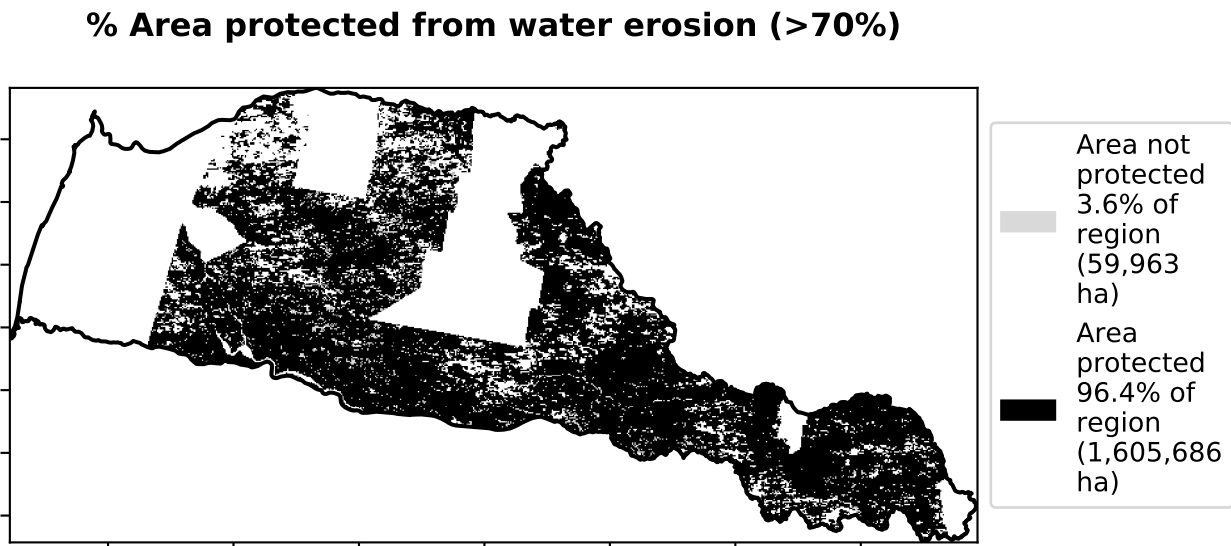 % Area protected from water erosion (>70%)
Area not
protected
3.6% of
region
(59,963
ha)
Area
protected
96.4% of
region
(1,605,686
ha)